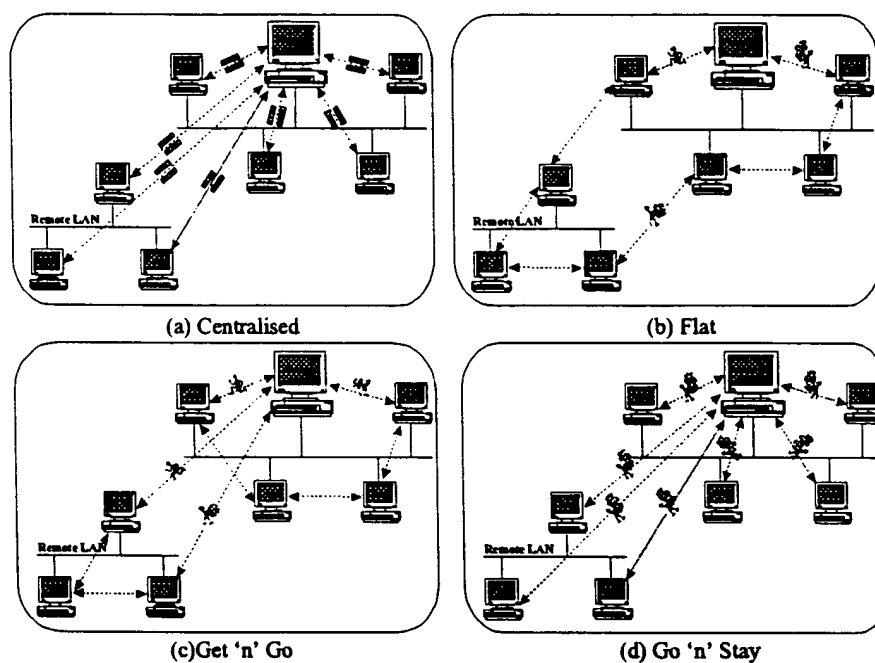 Remote LAN
(a) Centralised
Remote LAN
(b) Flat
Remote LAN
(c)Get ‘n’ Go
Remote LAN
(d) Go ‘n’ Stay